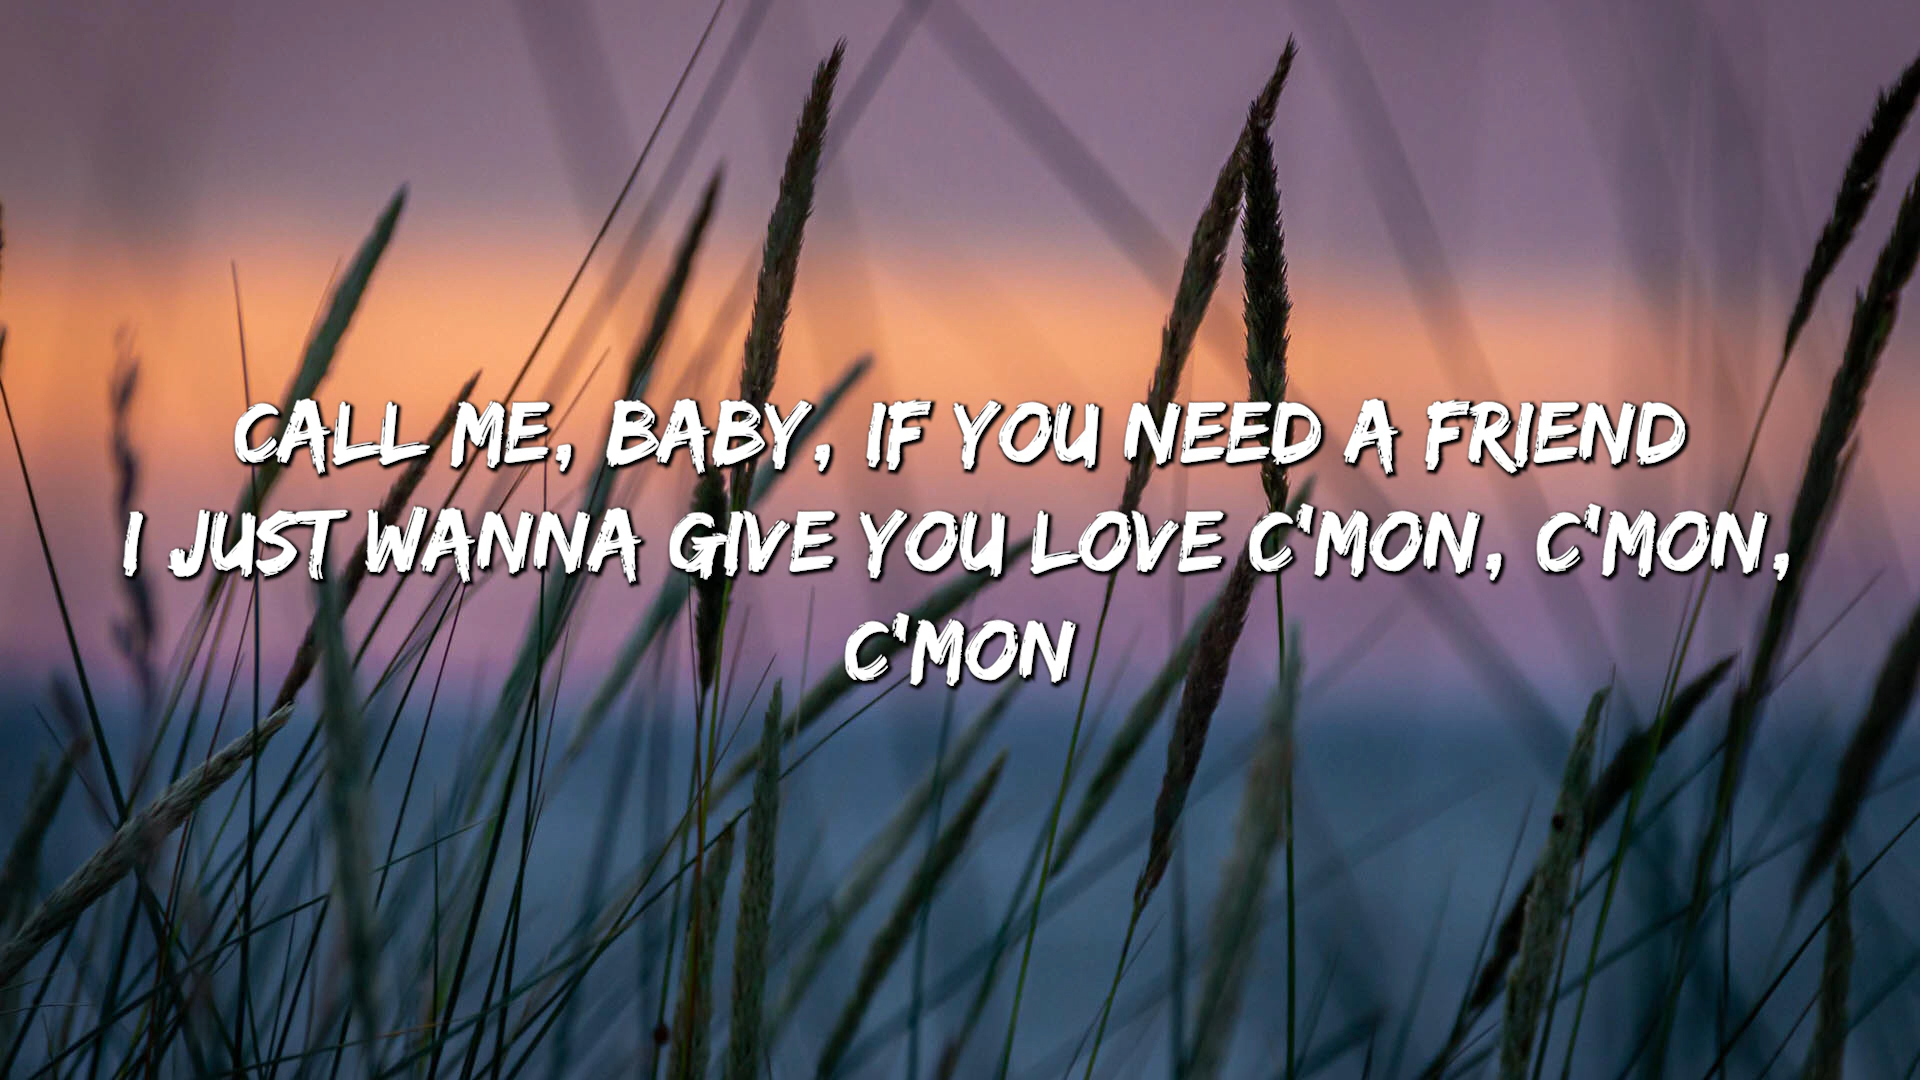 CALL ME, BABY, IF YOU NEED A FRIEND
I JUST WANNA GIVE YOU LOVE C'MON, C'MON,
C'MON